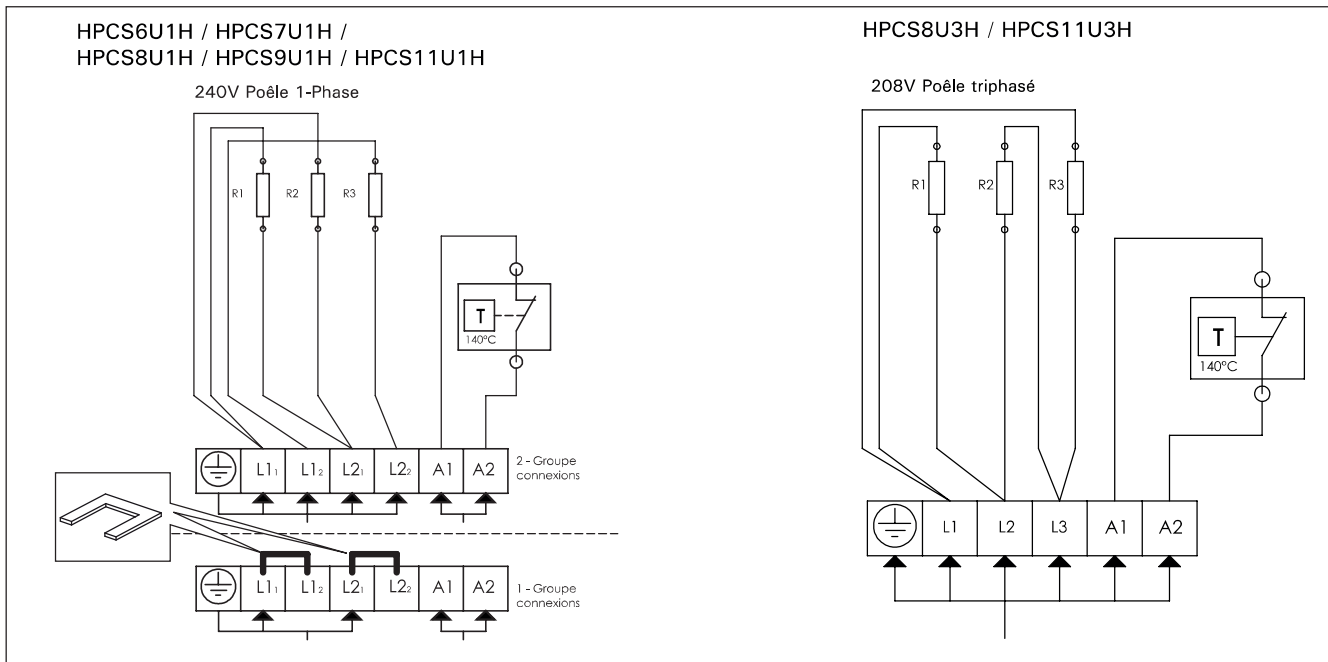 HPCS6U1H / HPCS7U1H /
HPCS8U1H / HPCS9U1H / HPCS11U1H
240V Poêle 1-Phase
R1 R2 R3
T
140°C
L1₁ L1₂ L2₁ L2₂ A1 A2
2 - Groupe
connexions
L1₁ L1₂ L2₁ L2₂ A1 A2
1 - Groupe
connexions
HPCS8U3H / HPCS11U3H
208V Poêle triphasé
R1 R2 R3
T
140°C
L1 L2 L3 A1 A2